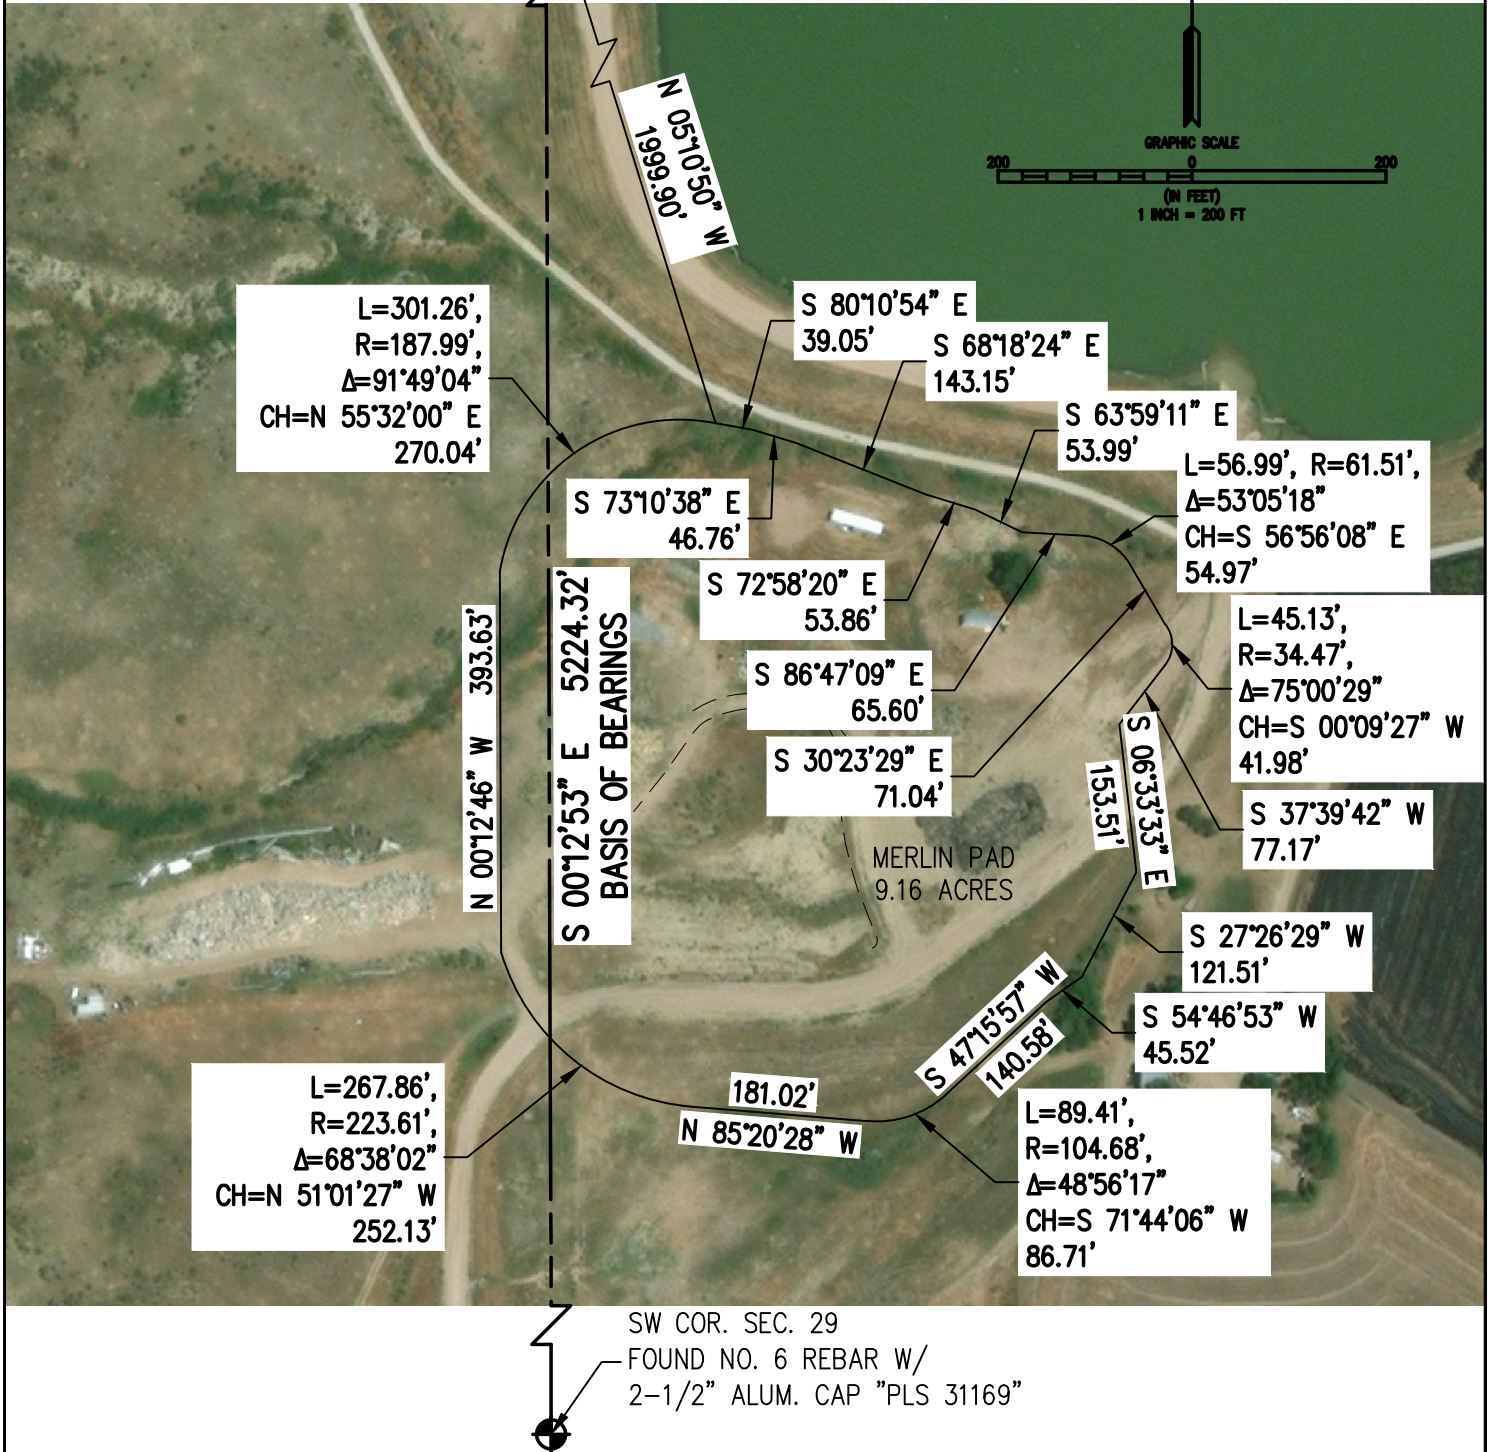 N 05°10'50" W
1999.90'
GRAPHIC SCALE
200 0 200
(IN FEET)
1 INCH = 200 FT
L=301.26',
R=187.99',
Δ=91°49'04"
CH=N 55°32'00" E
270.04'
S 80°10'54" E
39.05'
S 68°18'24" E
143.15'
S 63°59'11" E
53.99'
L=56.99', R=61.51',
Δ=53°05'18"
CH=S 56°56'08" E
54.97'
S 73°10'38" E
46.76'
S 72°58'20" E
53.86'
L=45.13',
R=34.47',
Δ=75°00'29"
CH=S 00°09'27" W
41.98'
S 86°47'09" E
65.60'
S 30°23'29" E
71.04'
N 00°12'46" W 393.63'
S 00°12'53" E 5224.32'
BASIS OF BEARINGS
S 06°33'33" E
153.51'
S 37°39'42" W
77.17'
MERLIN PAD
9.16 ACRES
S 27°26'29" W
121.51'
S 47°15'57" W
140.58'
S 54°46'53" W
45.52'
L=267.86',
R=223.61',
Δ=68°38'02"
CH=N 51°01'27" W
252.13'
181.02'
N 85°20'28" W
L=89.41',
R=104.68',
Δ=48°56'17"
CH=S 71°44'06" W
86.71'
SW COR. SEC. 29
FOUND NO. 6 REBAR W/
2-1/2" ALUM. CAP "PLS 31169"